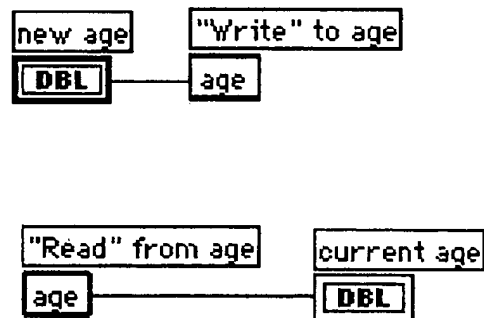 new age
"Write" to age
DBL
age
"Read" from age
current age
age
DBL